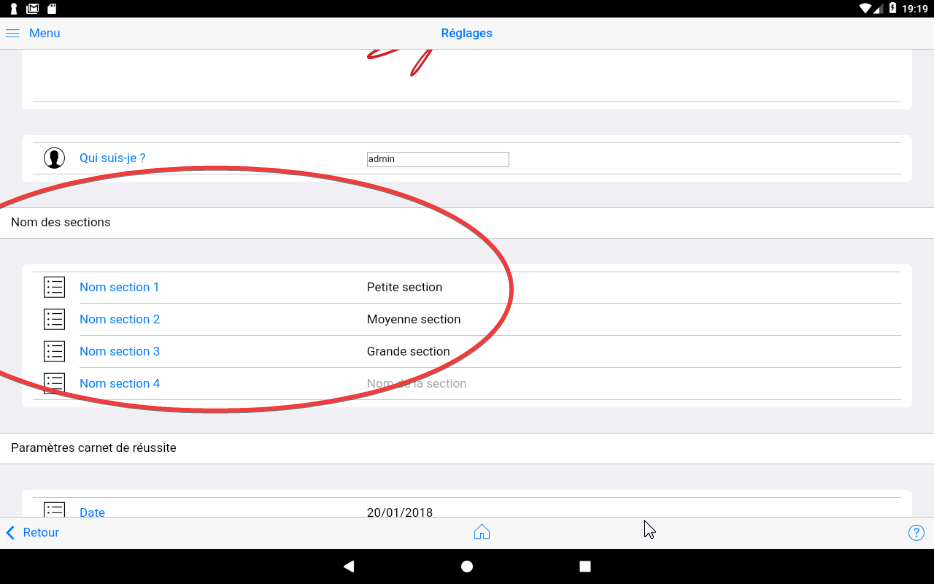 19:19
Menu
Réglages
Qui suis-je ?
admin
Nom des sections
Nom section 1
Petite section
Nom section 2
Moyenne section
Nom section 3
Grande section
Nom section 4
Nom de la section
Paramètres carnet de réussite
Date
20/01/2018
Retour
?